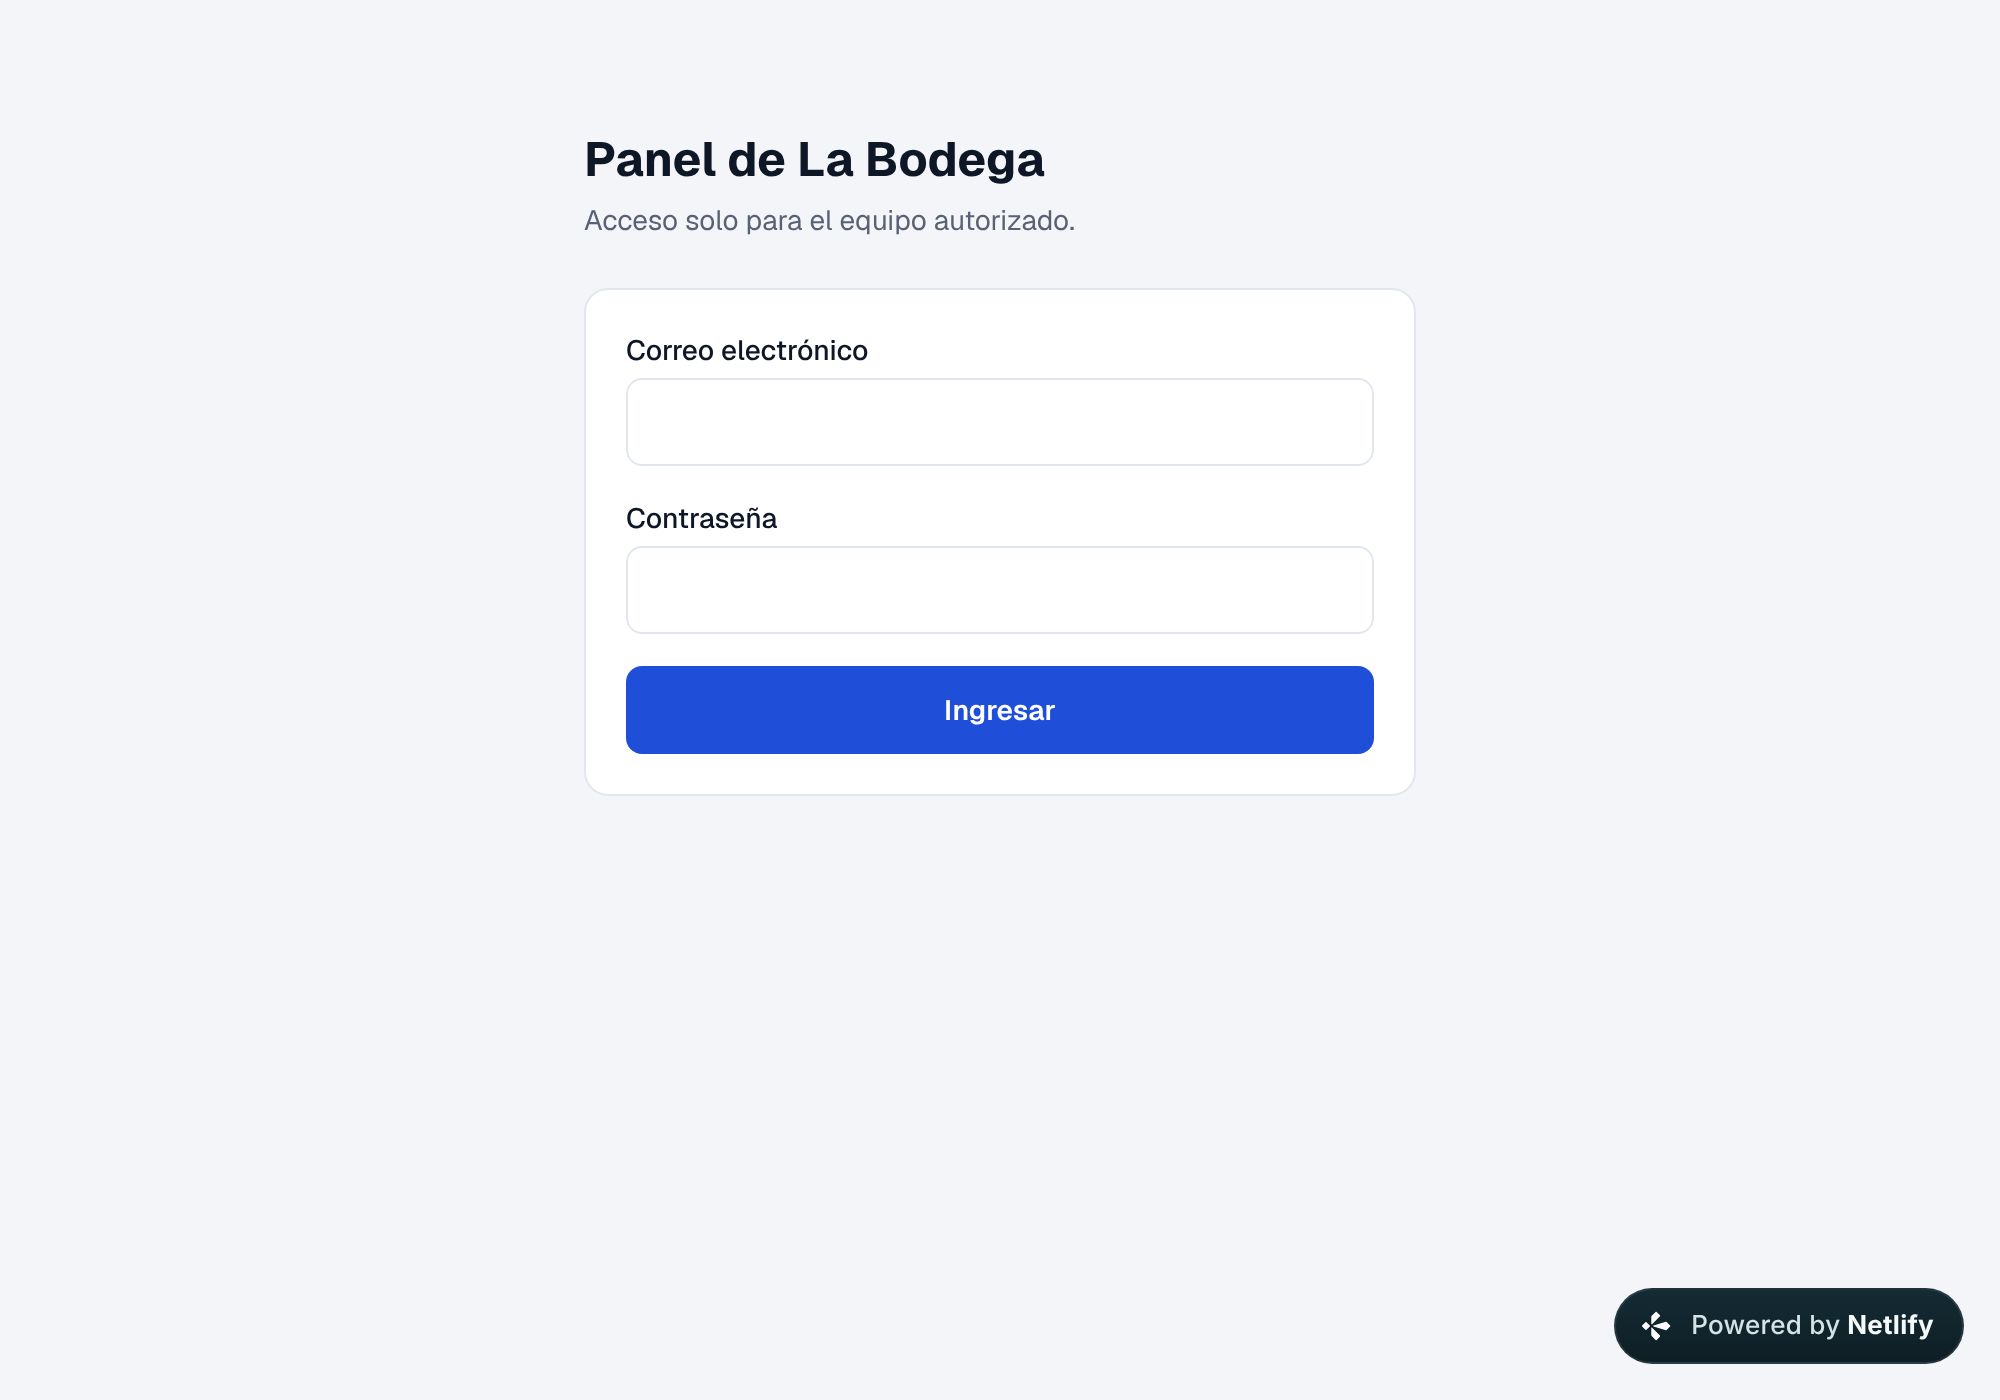 Panel de La Bodega
Acceso solo para el equipo autorizado.
Correo electrónico
Contraseña
Ingresar
Powered by Netlify